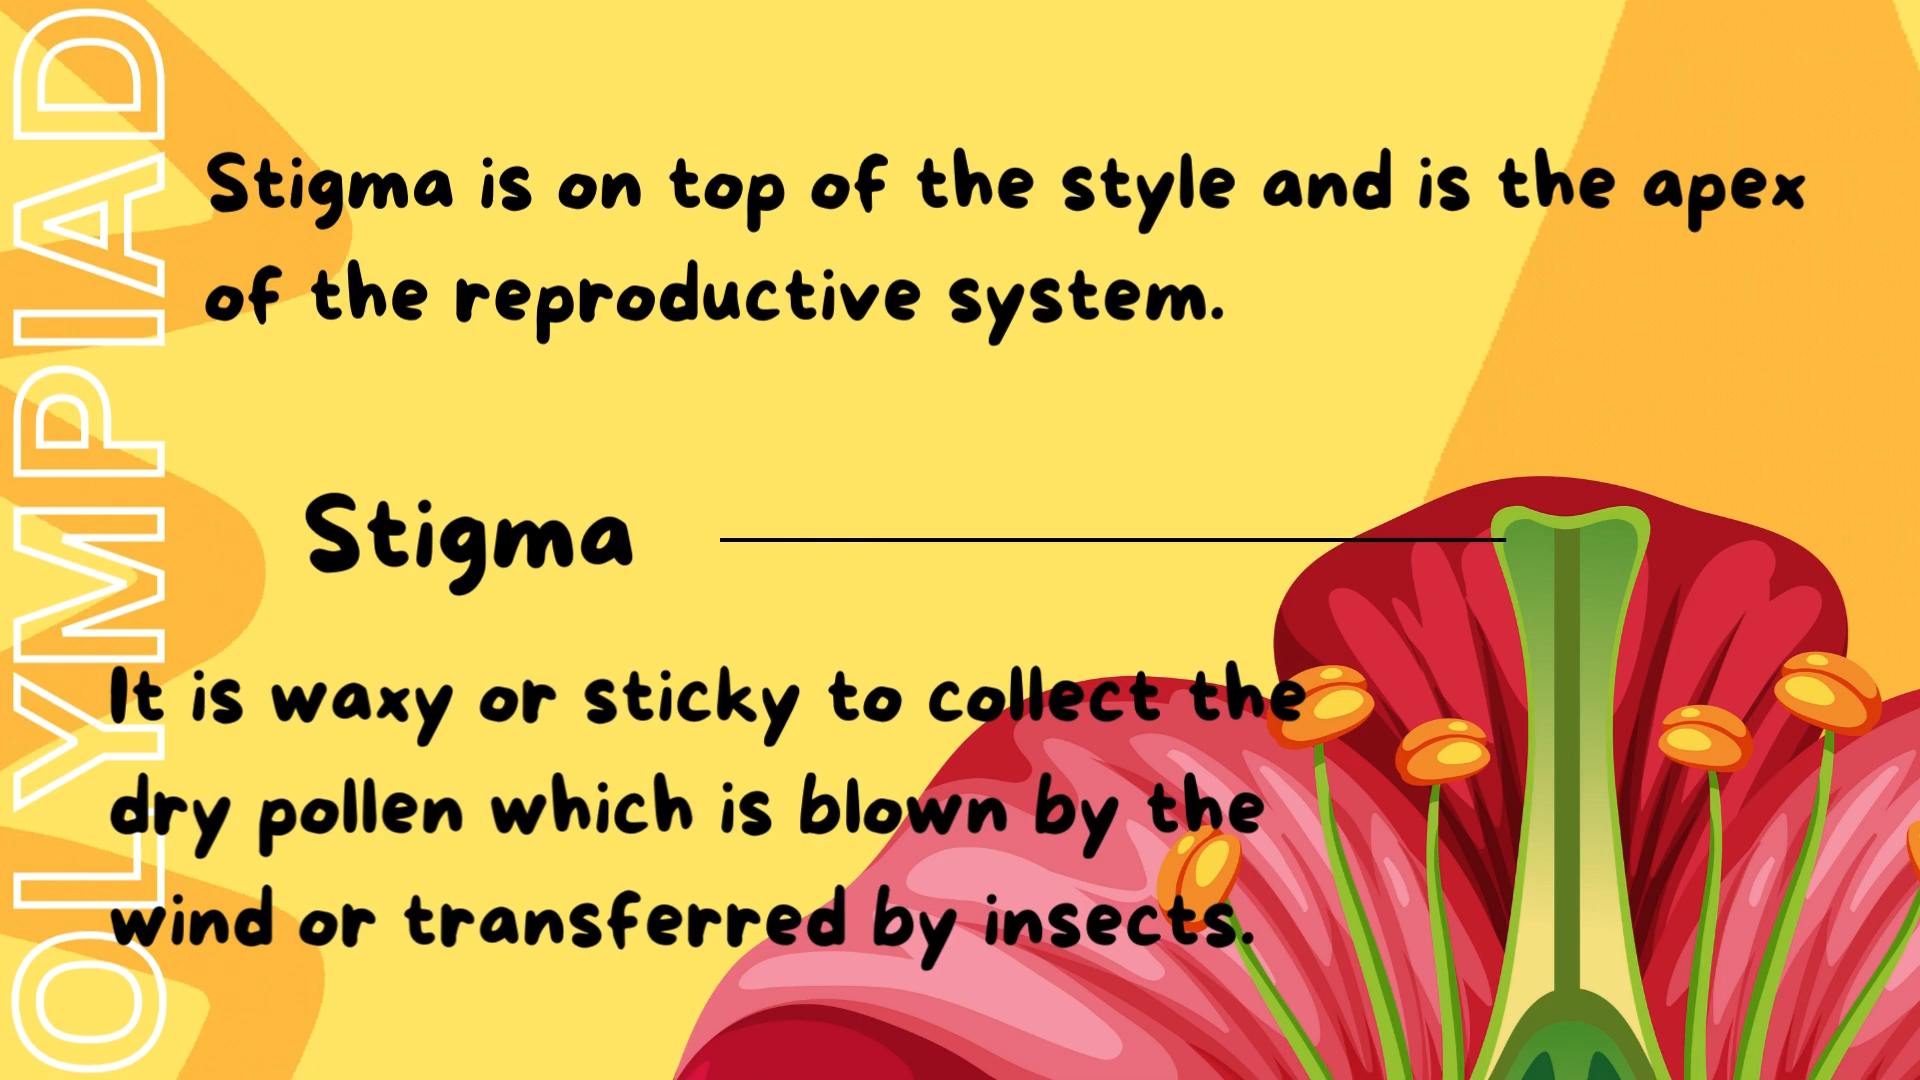 OLYMPIAD
Stigma is on top of the style and is the apex
of the reproductive system.
Stigma
It is waxy or sticky to collect the
dry pollen which is blown by the
wind or transferred by insects.